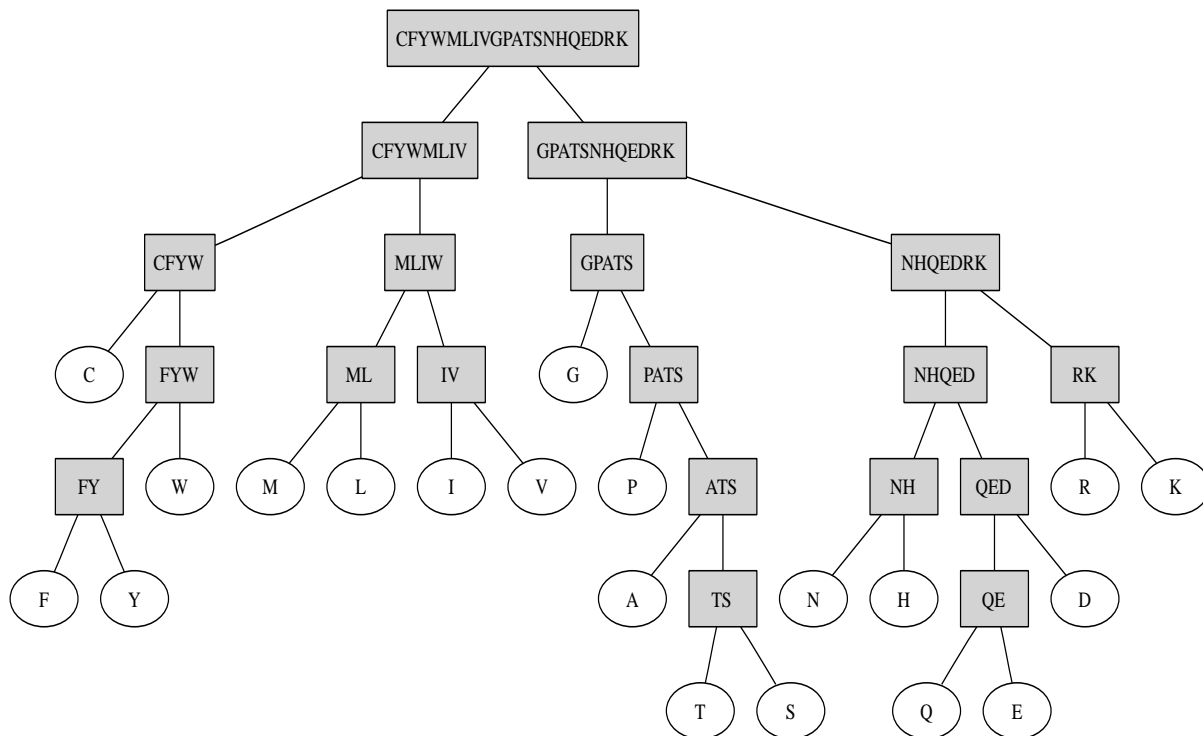 CFYWMLIVGPATSNHQEDRK
CFYWMLIV
GPATSNHQEDRK
CFYW
MLIW
GPATS
NHQEDRK
C
FYW
ML
IV
G
PATS
NHQED
RK
FY
W
M
L
I
V
P
ATS
NH
QED
R
K
F
Y
A
TS
N
H
QE
D
T
S
Q
E